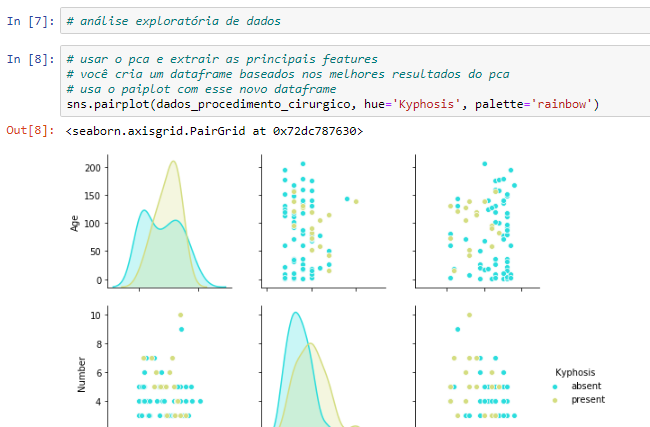 In [7]: # análise exploratória de dados
In [8]: # usar o pca e extrair as principais features
# você cria um dataframe baseados nos melhores resultados do pca
# usa o paiplot com esse novo dataframe
sns.pairplot(dados_procedimento_cirurgico, hue='Kyphosis', palette='rainbow')
Out[8]: <seaborn.axisgrid.PairGrid at 0x72dc787630>
200
150
Age
100
50
0
10
8
Number
6
4
Kyphosis
absent
present